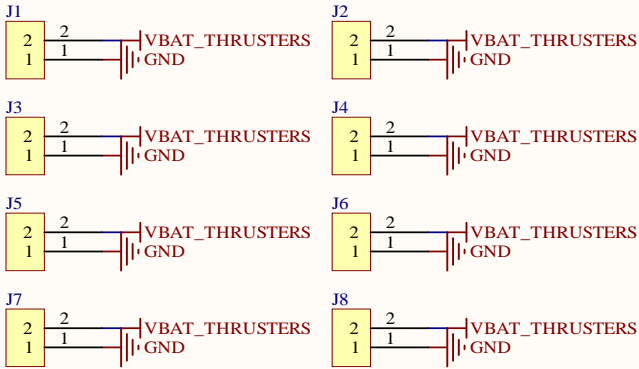 J1 J2
2 2 VBAT_THRUSTERS 2 2 VBAT_THRUSTERS
1 1 GND 1 1 GND
J3 J4
2 2 VBAT_THRUSTERS 2 2 VBAT_THRUSTERS
1 1 GND 1 1 GND
J5 J6
2 2 VBAT_THRUSTERS 2 2 VBAT_THRUSTERS
1 1 GND 1 1 GND
J7 J8
2 2 VBAT_THRUSTERS 2 2 VBAT_THRUSTERS
1 1 GND 1 1 GND